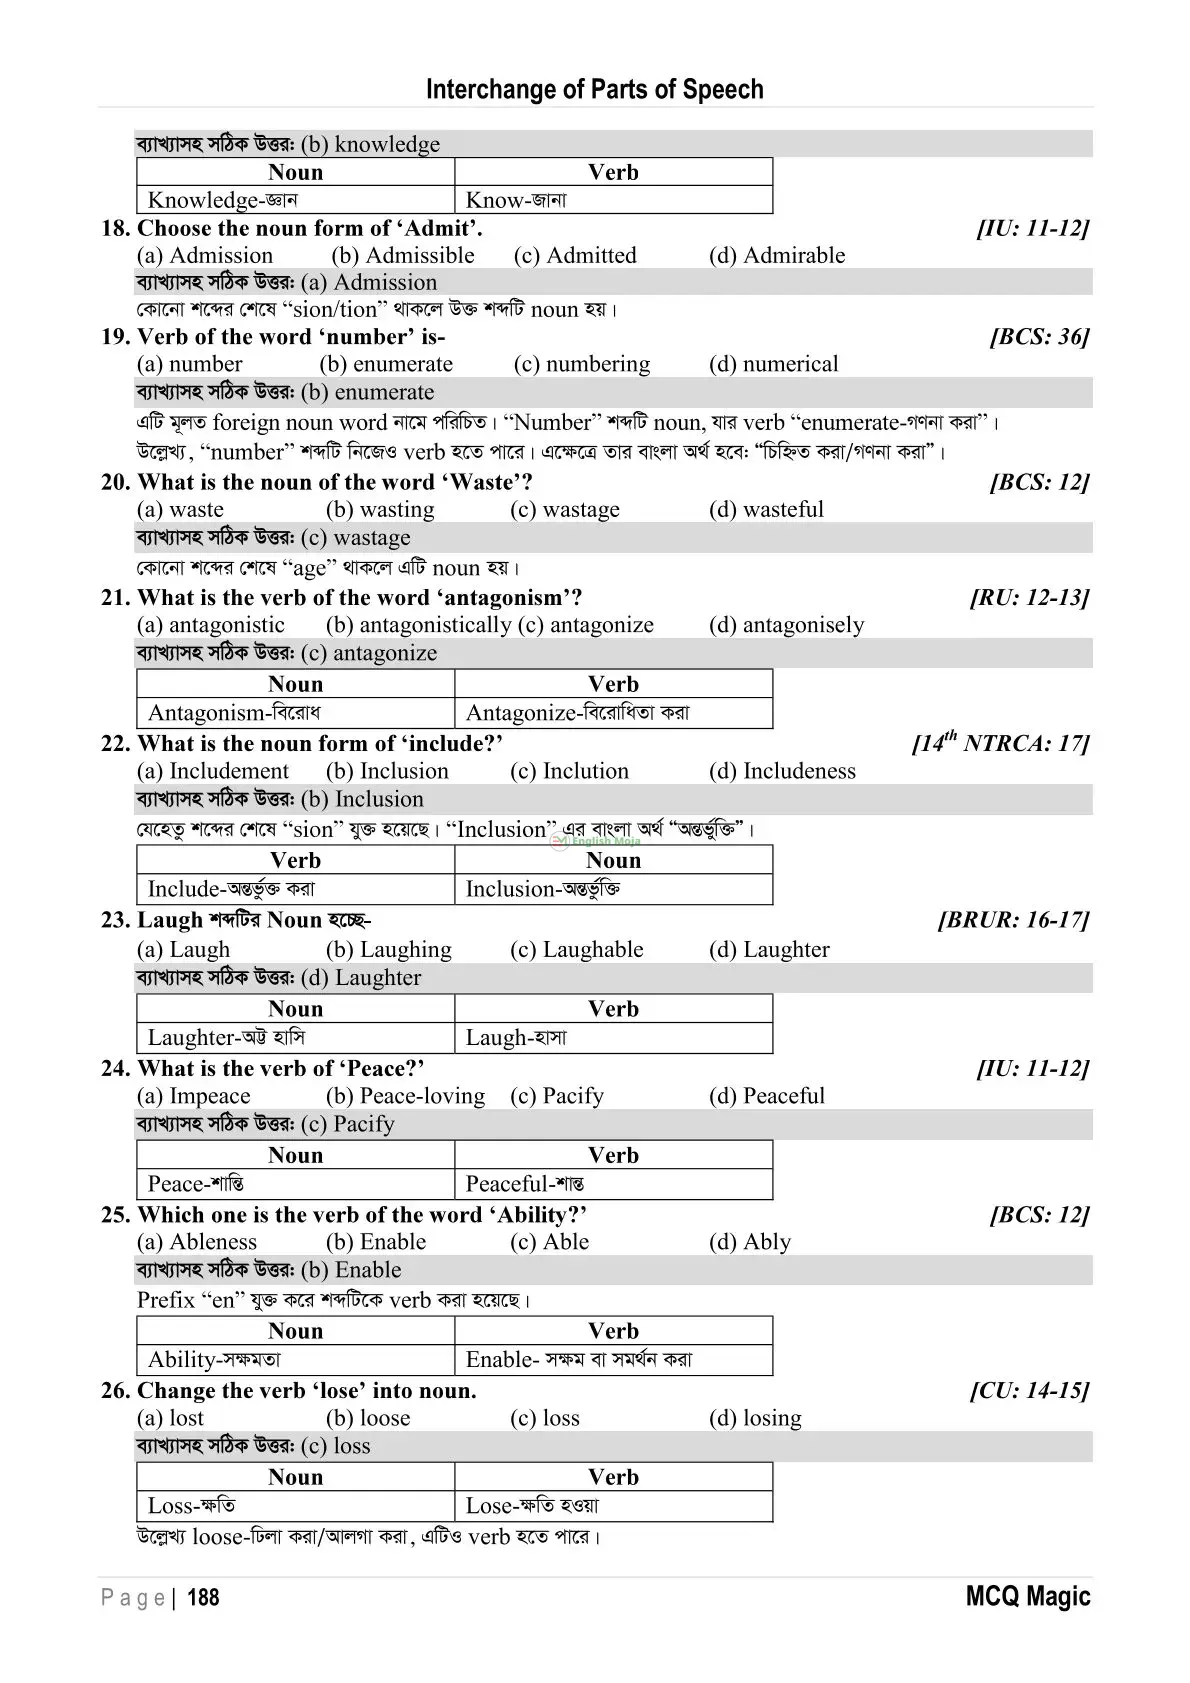 Interchange of Parts of Speech
ব্যাখ্যাসহ সঠিক উত্তর: (b) knowledge
Noun Verb
Knowledge-জ্ঞান Know-জানা
18. Choose the noun form of ‘Admit’. [IU: 11-12]
(a) Admission (b) Admissible (c) Admitted (d) Admirable
ব্যাখ্যাসহ সঠিক উত্তর: (a) Admission
কোনো শব্দের শেষে “sion/tion” থাকলে উক্ত শব্দটি noun হয়।
19. Verb of the word ‘number’ is- [BCS: 36]
(a) number (b) enumerate (c) numbering (d) numerical
ব্যাখ্যাসহ সঠিক উত্তর: (b) enumerate
এটি মূলত foreign noun word নামে পরিচিত। “Number” শব্দটি noun, যার verb “enumerate-গণনা করা”।
উল্লেখ্য, “number” শব্দটি নিজেও verb হতে পারে। এক্ষেত্রে তার বাংলা অর্থ হবে: “চিহ্নিত করা/গণনা করা”।
20. What is the noun of the word ‘Waste’? [BCS: 12]
(a) waste (b) wasting (c) wastage (d) wasteful
ব্যাখ্যাসহ সঠিক উত্তর: (c) wastage
কোনো শব্দের শেষে “age” থাকলে এটি noun হয়।
21. What is the verb of the word ‘antagonism’? [RU: 12-13]
(a) antagonistic (b) antagonistically (c) antagonize (d) antagonisely
ব্যাখ্যাসহ সঠিক উত্তর: (c) antagonize
Noun Verb
Antagonism-বিরোধ Antagonize-বিরোধিতা করা
22. What is the noun form of ‘include?’ [14th NTRCA: 17]
(a) Includement (b) Inclusion (c) Inclution (d) Includeness
ব্যাখ্যাসহ সঠিক উত্তর: (b) Inclusion
যেহেতু শব্দের শেষে “sion” যুক্ত হয়েছে। “Inclusion” এর বাংলা অর্থ “অন্তর্ভুক্তি”।
English Moja
Verb Noun
Include-অন্তর্ভুক্ত করা Inclusion-অন্তর্ভুক্তি
23. Laugh শব্দটির Noun হচ্ছে- [BRUR: 16-17]
(a) Laugh (b) Laughing (c) Laughable (d) Laughter
ব্যাখ্যাসহ সঠিক উত্তর: (d) Laughter
Noun Verb
Laughter-অট্ট হাসি Laugh-হাসা
24. What is the verb of ‘Peace?’ [IU: 11-12]
(a) Impeace (b) Peace-loving (c) Pacify (d) Peaceful
ব্যাখ্যাসহ সঠিক উত্তর: (c) Pacify
Noun Verb
Peace-শান্তি Peaceful-শান্ত
25. Which one is the verb of the word ‘Ability?’ [BCS: 12]
(a) Ableness (b) Enable (c) Able (d) Ably
ব্যাখ্যাসহ সঠিক উত্তর: (b) Enable
Prefix “en” যুক্ত করে শব্দটিকে verb করা হয়েছে।
Noun Verb
Ability-সক্ষমতা Enable- সক্ষম বা সমর্থন করা
26. Change the verb ‘lose’ into noun. [CU: 14-15]
(a) lost (b) loose (c) loss (d) losing
ব্যাখ্যাসহ সঠিক উত্তর: (c) loss
Noun Verb
Loss-ক্ষতি Lose-ক্ষতি হওয়া
উল্লেখ্য loose-ঢিলা করা/আলগা করা, এটিও verb হতে পারে।
Page| 188 MCQ Magic